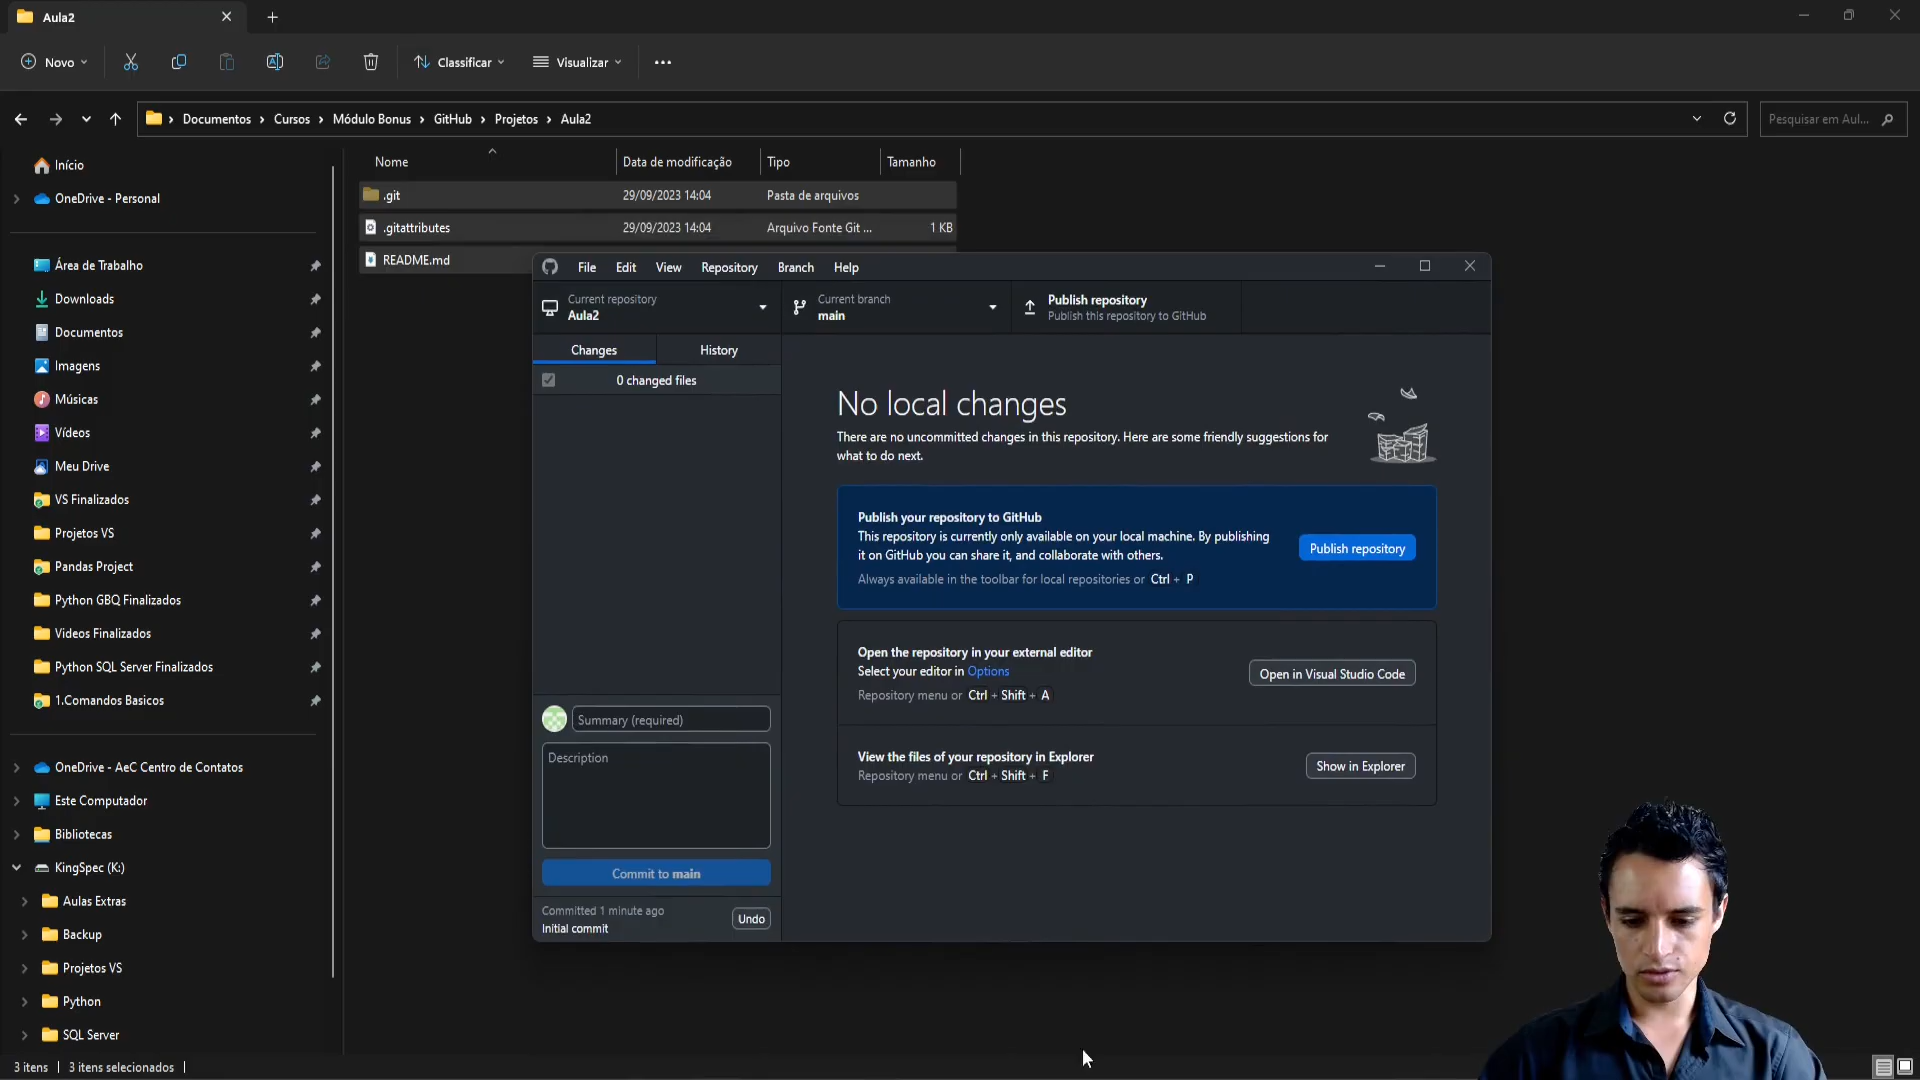 Aula2
Novo
Classificar
Visualizar
Documentos
Cursos
Módulo Bonus
GitHub
Projetos
Aula2
Pesquisar em Aul...
Início
OneDrive - Personal
Área de Trabalho
Downloads
Documentos
Imagens
Músicas
Vídeos
Meu Drive
VS Finalizados
Projetos VS
Pandas Project
Python GBQ Finalizados
Videos Finalizados
Python SQL Server Finalizados
1.Comandos Basicos
OneDrive - AeC Centro de Contatos
Este Computador
Bibliotecas
KingSpec (K:)
Aulas Extras
Backup
Projetos VS
Python
SQL Server
3 itens
3 itens selecionados
Nome Data de modificação Tipo Tamanho
.git 29/09/2023 14:04 Pasta de arquivos
.gitattributes 29/09/2023 14:04 Arquivo Fonte Git ... 1 KB
README.md
File Edit View Repository Branch Help
Current repository
Aula2
Current branch
main
Publish repository
Publish this repository to GitHub
Changes
History
0 changed files
Summary (required)
Description
Commit to main
Committed 1 minute ago
Initial commit
Undo
No local changes
There are no uncommitted changes in this repository. Here are some friendly suggestions for
what to do next.
Publish your repository to GitHub
This repository is currently only available on your local machine. By publishing
it on GitHub you can share it, and collaborate with others.
Always available in the toolbar for local repositories or Ctrl + P
Publish repository
Open the repository in your external editor
Select your editor in Options
Repository menu or Ctrl + Shift + A
Open in Visual Studio Code
View the files of your repository in Explorer
Repository menu or Ctrl + Shift + F
Show in Explorer